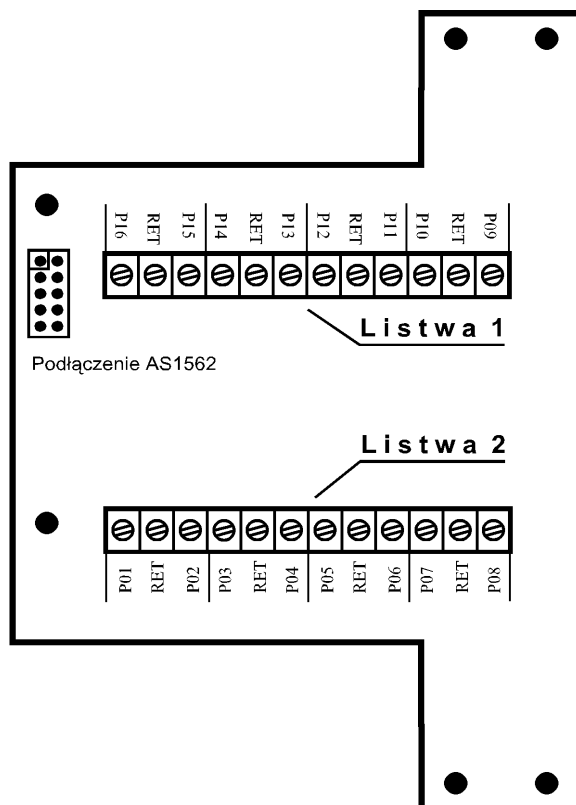 P16 RET P15 P14 RET P13 P12 RET P11 P10 RET P09
Listwa 1
Podłączenie AS1562
Listwa 2
P01 RET P02 P03 RET P04 P05 RET P06 P07 RET P08